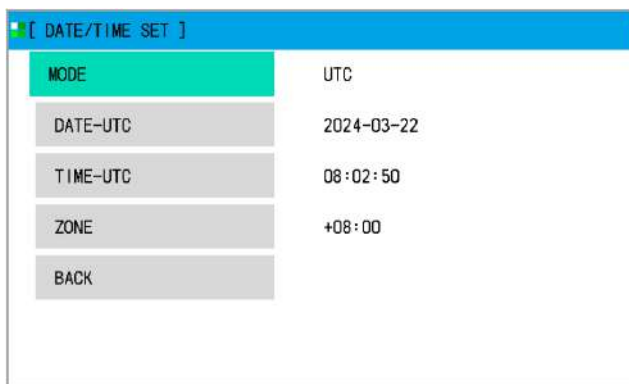 [ DATE/TIME SET ]
MODE UTC
DATE-UTC 2024-03-22
TIME-UTC 08:02:50
ZONE +08:00
BACK